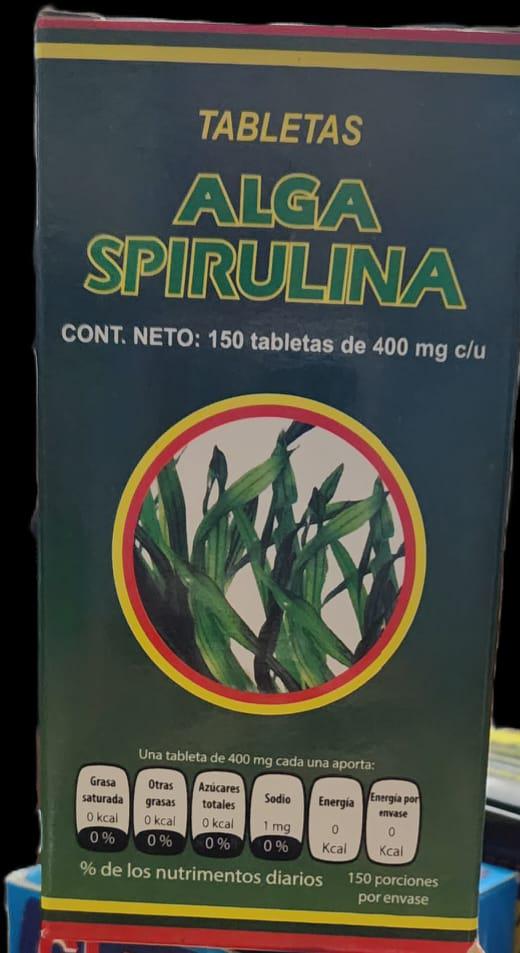 TABLETAS
ALGA
SPIRULINA
CONT. NETO: 150 tabletas de 400 mg c/u
Una tableta de 400 mg cada una aporta:
Grasa saturada 0 kcal 0 %
Otras grasas 0 kcal 0 %
Azúcares totales 0 kcal 0 %
Sodio 1 mg 0 %
Energía 0 Kcal
Energía por envase 0 Kcal
% de los nutrimentos diarios
150 porciones
por envase